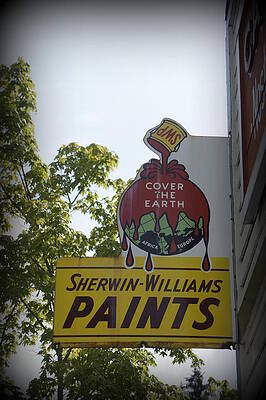 SWP
COVER
THE
EARTH
AFRICA EUROPE
SHERWIN-WILLIAMS
PAINTS